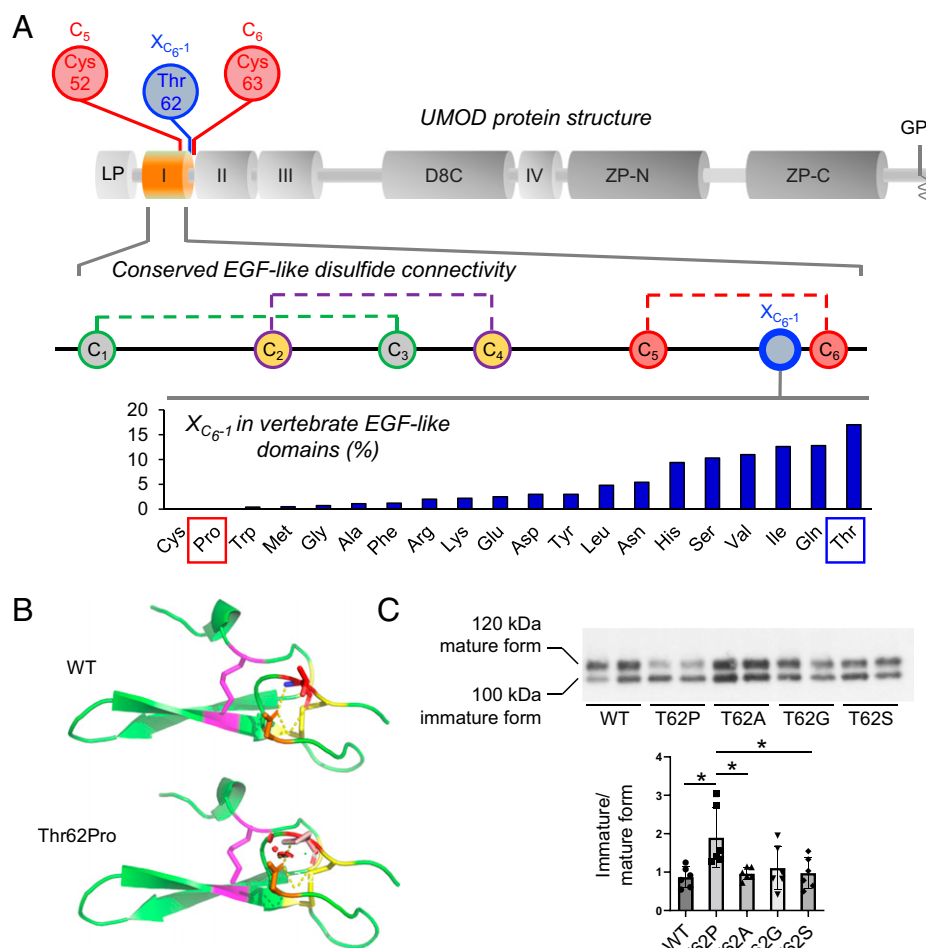 A
C5
XC6-1
C6
Cys
52
Thr
62
Cys
63
UMOD protein structure
GP
LP
I
II
III
D8C
IV
ZP-N
ZP-C
Conserved EGF-like disulfide connectivity
XC6-1
C1
C2
C3
C4
C5
C6
20
15
10
5
0
XC6-1 in vertebrate EGF-like
domains (%)
Cys Pro Trp Met Gly Ala Phe Arg Lys Glu Asp Tyr Leu Asn His Ser Val Ile Gln Thr
B
WT
Thr62Pro
C
120 kDa
mature form
100 kDa
immature form
WT T62P T62A T62G T62S
* * *
Immature/
mature form
4
3
2
1
0
WT